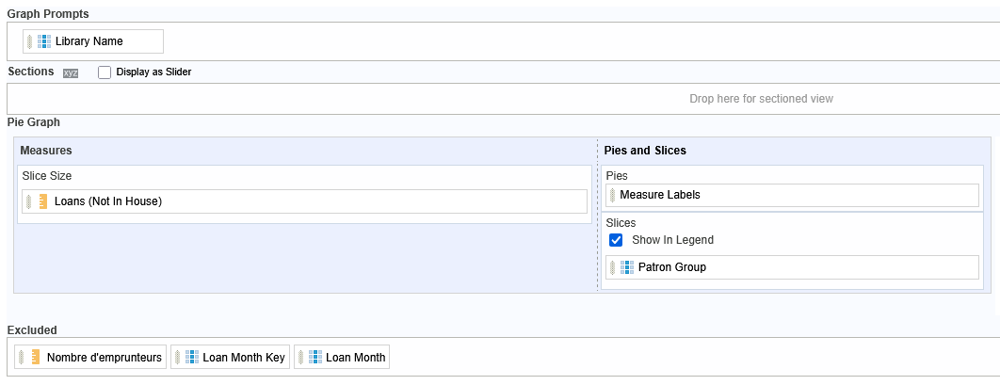 Graph Prompts
Library Name
Sections xyz Display as Slider
Drop here for sectioned view
Pie Graph
Measures
Slice Size
Loans (Not In House)
Pies and Slices
Pies
Measure Labels
Slices
Show In Legend
Patron Group
Excluded
Nombre d'emprunteurs Loan Month Key Loan Month